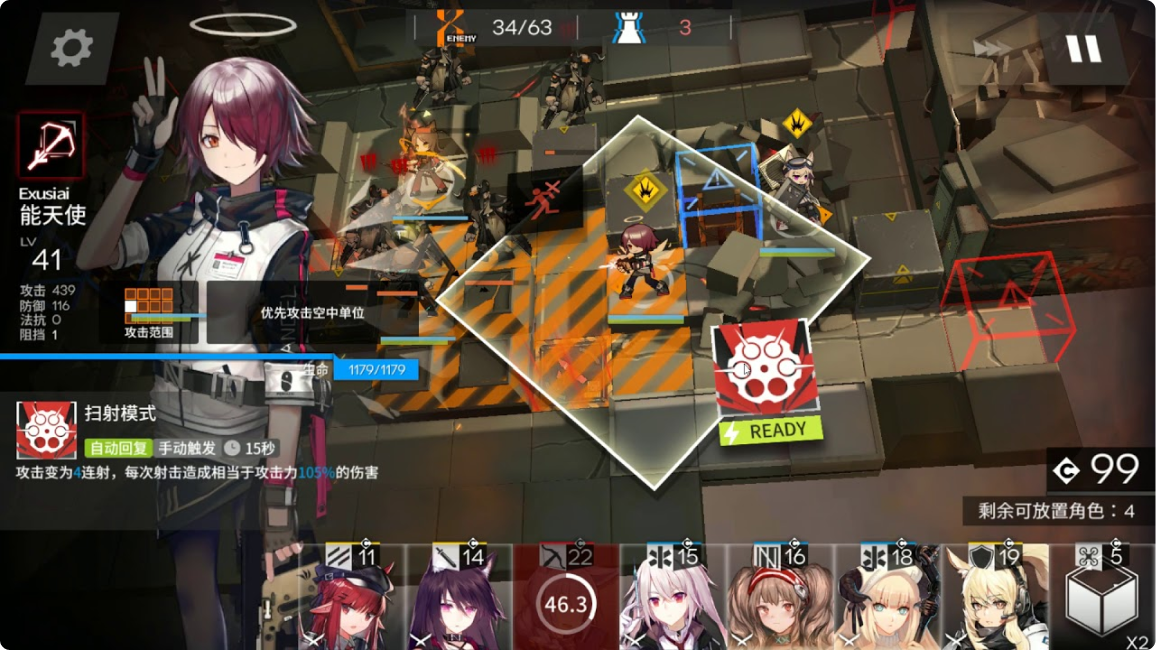 ENEMY 34/63 3
Exusiai
能天使
LV
41
攻击 439
防御 116
法抗 0
阻挡 1
攻击范围
优先攻击空中单位
生命 1179/1179
扫射模式
自动回复 手动触发 15秒
攻击变为4连射，每次射击造成相当于攻击力105%的伤害
READY
99
剩余可放置角色：4
C 11
C 14
C 22
46.3
C 15
C 16
C 18
C 19
C 5
X2